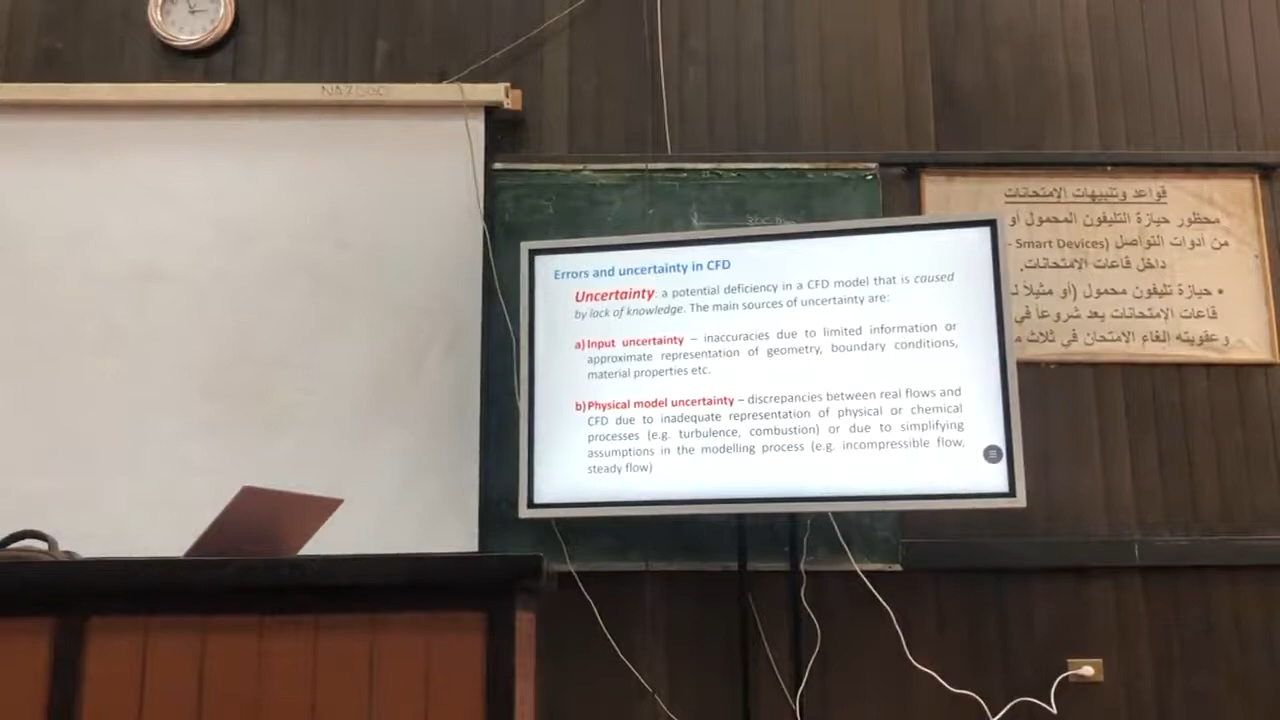 Errors and uncertainty in CFD
Uncertainty: a potential deficiency in a CFD model that is caused
by lack of knowledge. The main sources of uncertainty are:
a) Input uncertainty – inaccuracies due to limited information or
approximate representation of geometry, boundary conditions,
material properties etc.
b) Physical model uncertainty – discrepancies between real flows and
CFD due to inadequate representation of physical or chemical
processes (e.g. turbulence, combustion) or due to simplifying
assumptions in the modelling process (e.g. incompressible flow,
steady flow)
قواعد وتنبيهات الإمتحانات
محظور حيازة التليفون المحمول أو
من أدوات التواصل (Smart Devices -
داخل قاعات الامتحانات.
• حيازة تليفون محمول (أو مثيلاً لـ
قاعات الإمتحانات بعد شروعاً في
وعقوبته إلغاء الامتحان في ثلاث